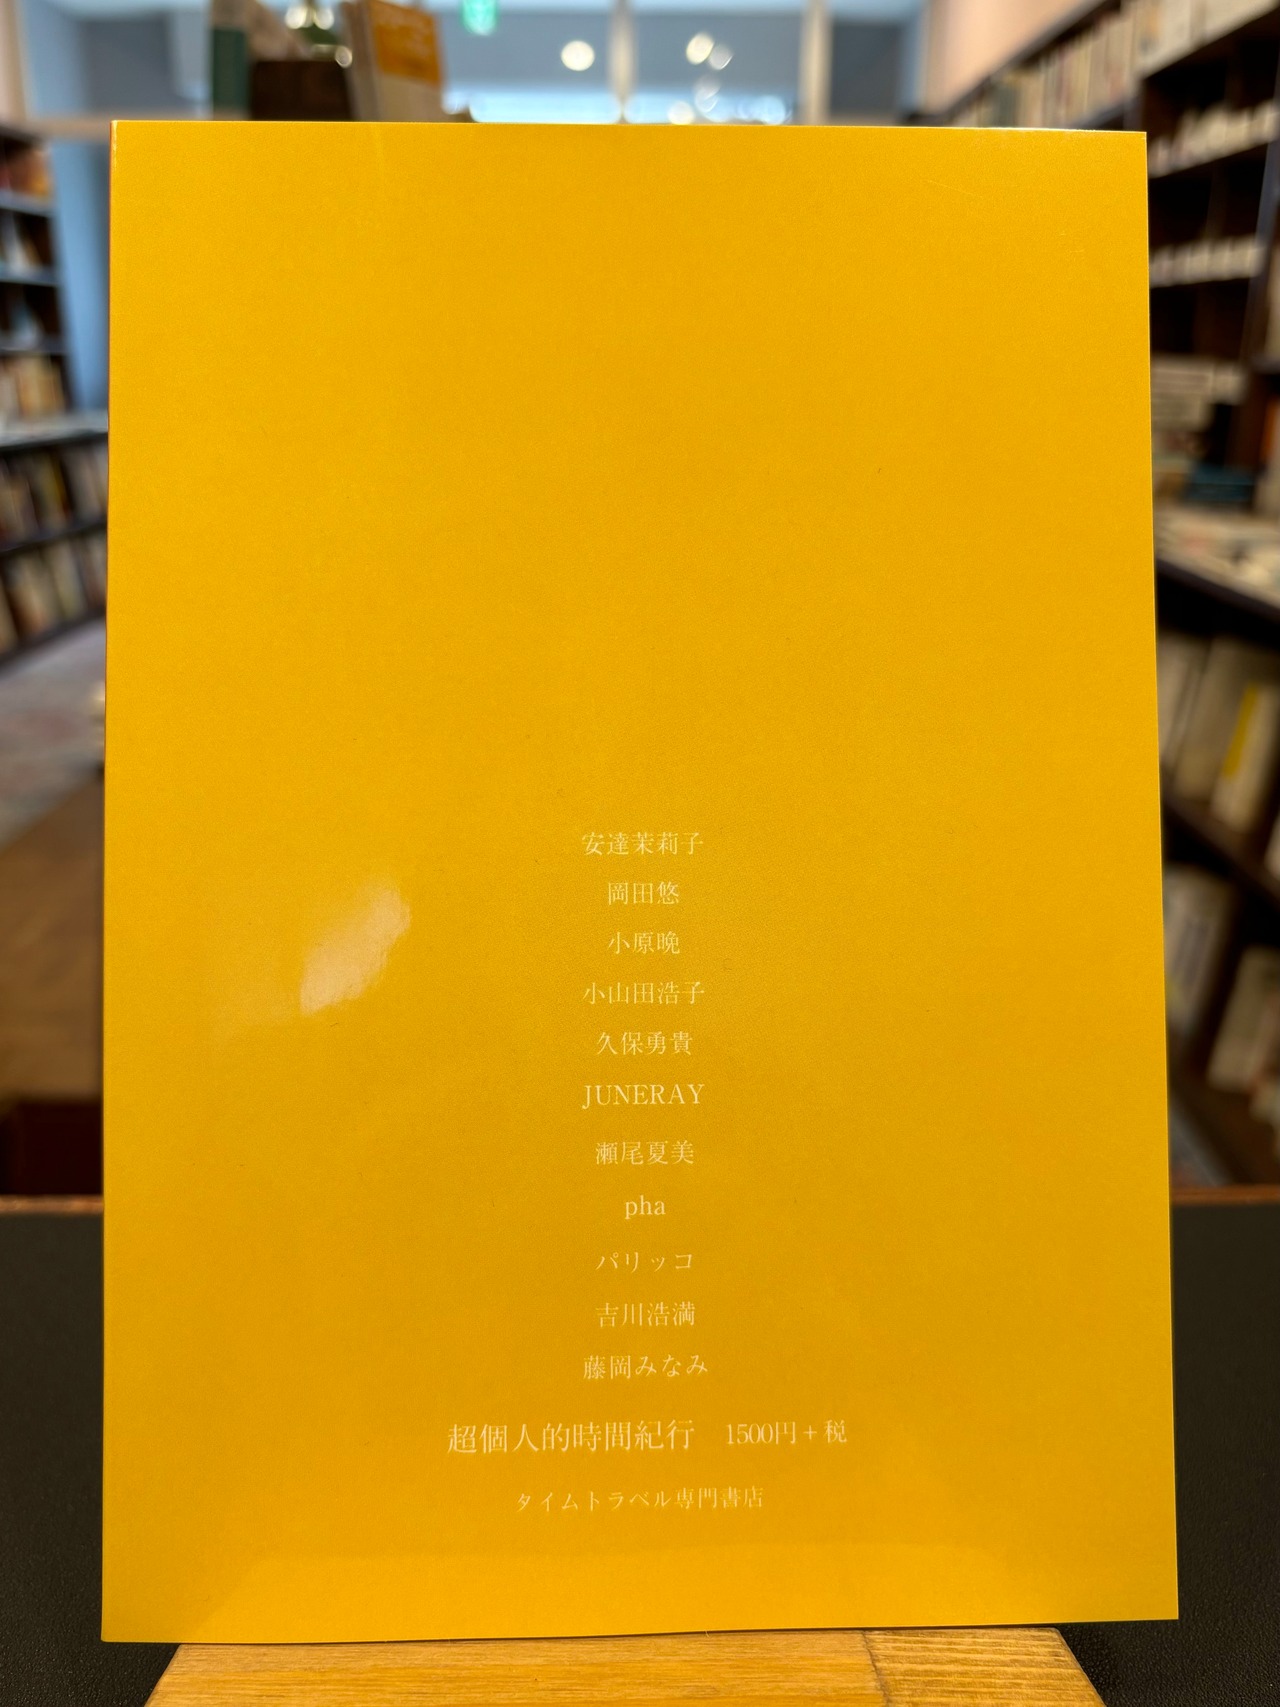 安達茉莉子
岡田悠
小原晩
小山田浩子
久保勇貴
JUNERAY
瀬尾夏美
pha
パリッコ
吉川浩満
藤岡みなみ
超個人的時間紀行　1500円+税
タイムトラベル専門書店